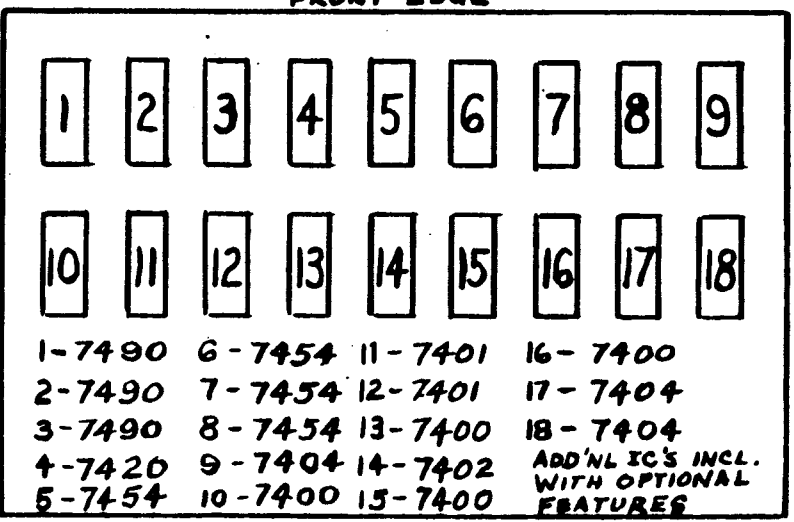 FRONT EDGE
1 2 3 4 5 6 7 8 9
10 11 12 13 14 15 16 17 18
1-7490 6-7454 11-7401 16-7400
2-7490 7-7454 12-7401 17-7404
3-7490 8-7454 13-7400 18-7404
4-7420 9-7404 14-7402 ADD'NL IC'S INCL.
5-7454 10-7400 15-7400 WITH OPTIONAL
FEATURES